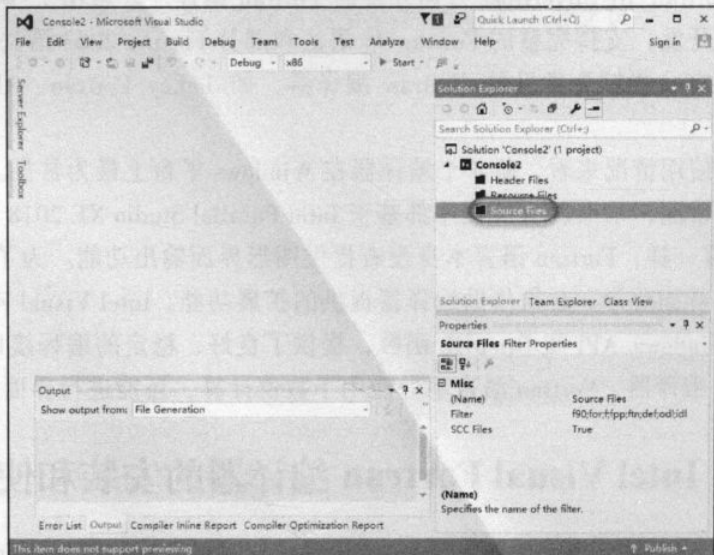 Console2 - Microsoft Visual Studio
Quick Launch (Ctrl+Q)
File Edit View Project Build Debug Team Tools Test Analyze Window Help
Sign in
Debug x86 Start
Server Explorer
Toolbox
Solution Explorer
Search Solution Explorer (Ctrl+;)
Solution 'Console2' (1 project)
Console2
Header Files
Resource Files
Source Files
Solution Explorer Team Explorer Class View
Properties
Source Files Filter Properties
Misc
(Name) Source Files
Filter f90;for;f;fpp;ftn;def;odl;idl
SCC Files True
(Name)
Specifies the name of the filter.
Output
Show output from: File Generation
Error List Output Compiler Inline Report Compiler Optimization Report
This item does not support previewing
Publish